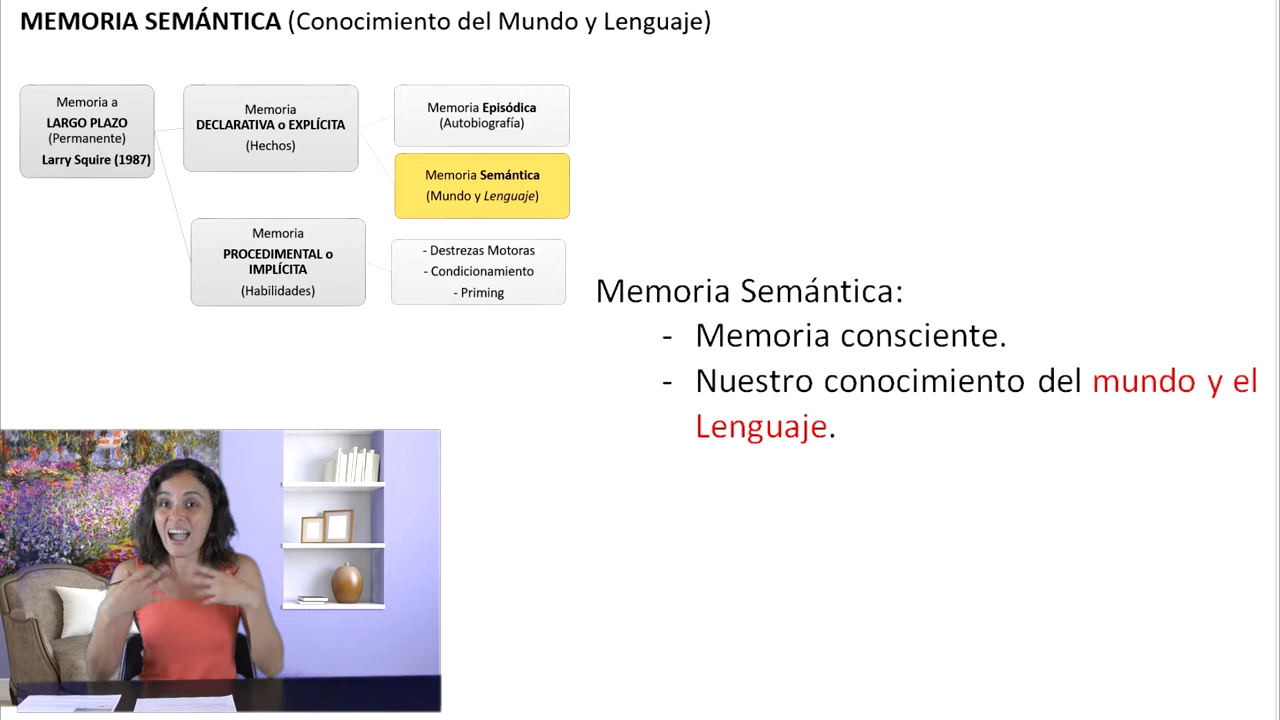 MEMORIA SEMÁNTICA (Conocimiento del Mundo y Lenguaje)
Memoria a
LARGO PLAZO
(Permanente)
Larry Squire (1987)
Memoria
DECLARATIVA o EXPLÍCITA
(Hechos)
Memoria Episódica
(Autobiografía)
Memoria Semántica
(Mundo y Lenguaje)
Memoria
PROCEDIMENTAL o
IMPLÍCITA
(Habilidades)
- Destrezas Motoras
- Condicionamiento
- Priming
Memoria Semántica:
- Memoria consciente.
- Nuestro conocimiento del mundo y el
Lenguaje.